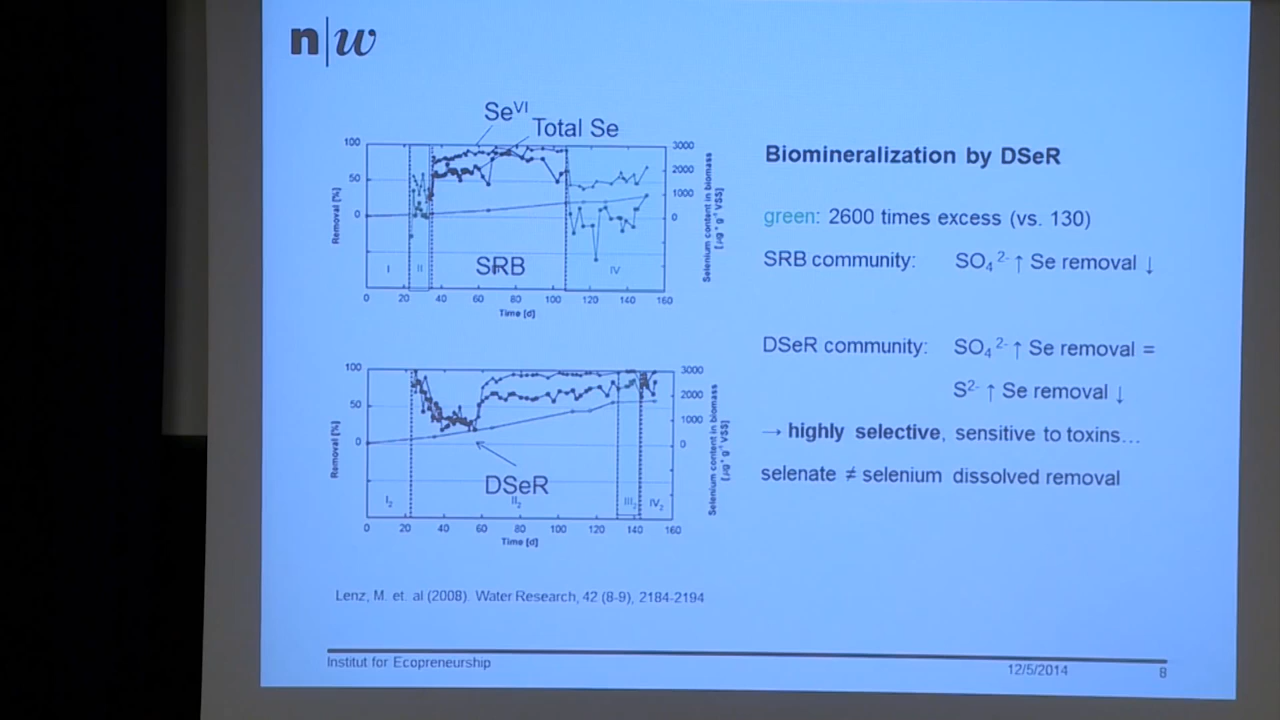 n|w
Se^VI
Total Se
100
50
0
Removal [%]
3000
2000
1000
0
Selenium content in biomass
[µg * g⁻¹ VSS]
I
II
SRB
IV
0 20 40 60 80 100 120 140 160
Time [d]
100
50
0
Removal [%]
3000
2000
1000
0
Selenium content in biomass
[µg * g⁻¹ VSS]
DSeR
I₂
II₂
III₂
IV₂
0 20 40 60 80 100 120 140 160
Time [d]
Lenz, M. et. al (2008). Water Research, 42 (8-9), 2184-2194
Biomineralization by DSeR
green: 2600 times excess (vs. 130)
SRB community: SO₄²⁻ ↑ Se removal ↓
DSeR community: SO₄²⁻ ↑ Se removal =
S²⁻ ↑ Se removal ↓
→ highly selective, sensitive to toxins…
selenate ≠ selenium dissolved removal
Institut for Ecopreneurship
12/5/2014
8